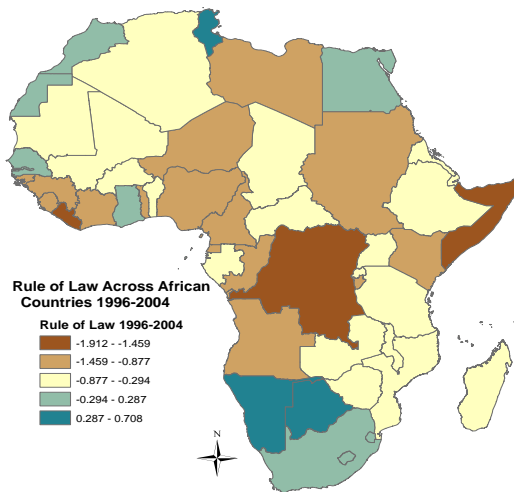 Rule of Law Across African
Countries 1996-2004
Rule of Law 1996-2004
-1.912 - -1.459
-1.459 - -0.877
-0.877 - -0.294
-0.294 - 0.287
0.287 - 0.708
N